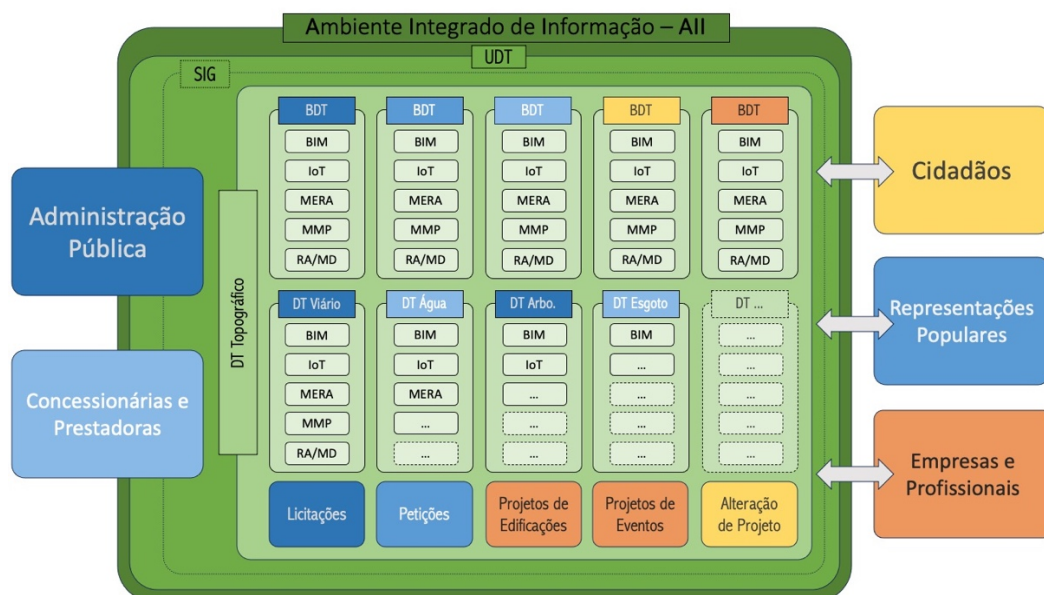 Ambiente Integrado de Informação – AII
UDT
SIG
Administração
Pública
Concessionárias e
Prestadoras
DT Topográfico
BDT
BIM
IoT
MERA
MMP
RA/MD
BDT
BIM
IoT
MERA
MMP
RA/MD
BDT
BIM
IoT
MERA
MMP
RA/MD
BDT
BIM
IoT
MERA
MMP
RA/MD
BDT
BIM
IoT
MERA
MMP
RA/MD
DT Viário
BIM
IoT
MERA
MMP
RA/MD
DT Água
BIM
IoT
MERA
...
...
DT Arbo.
BIM
IoT
...
...
...
DT Esgoto
BIM
...
...
...
...
DT ...
...
...
...
...
...
Licitações
Petições
Projetos de
Edificações
Projetos de
Eventos
Alteração
de Projeto
Cidadãos
Representações
Populares
Empresas e
Profissionais